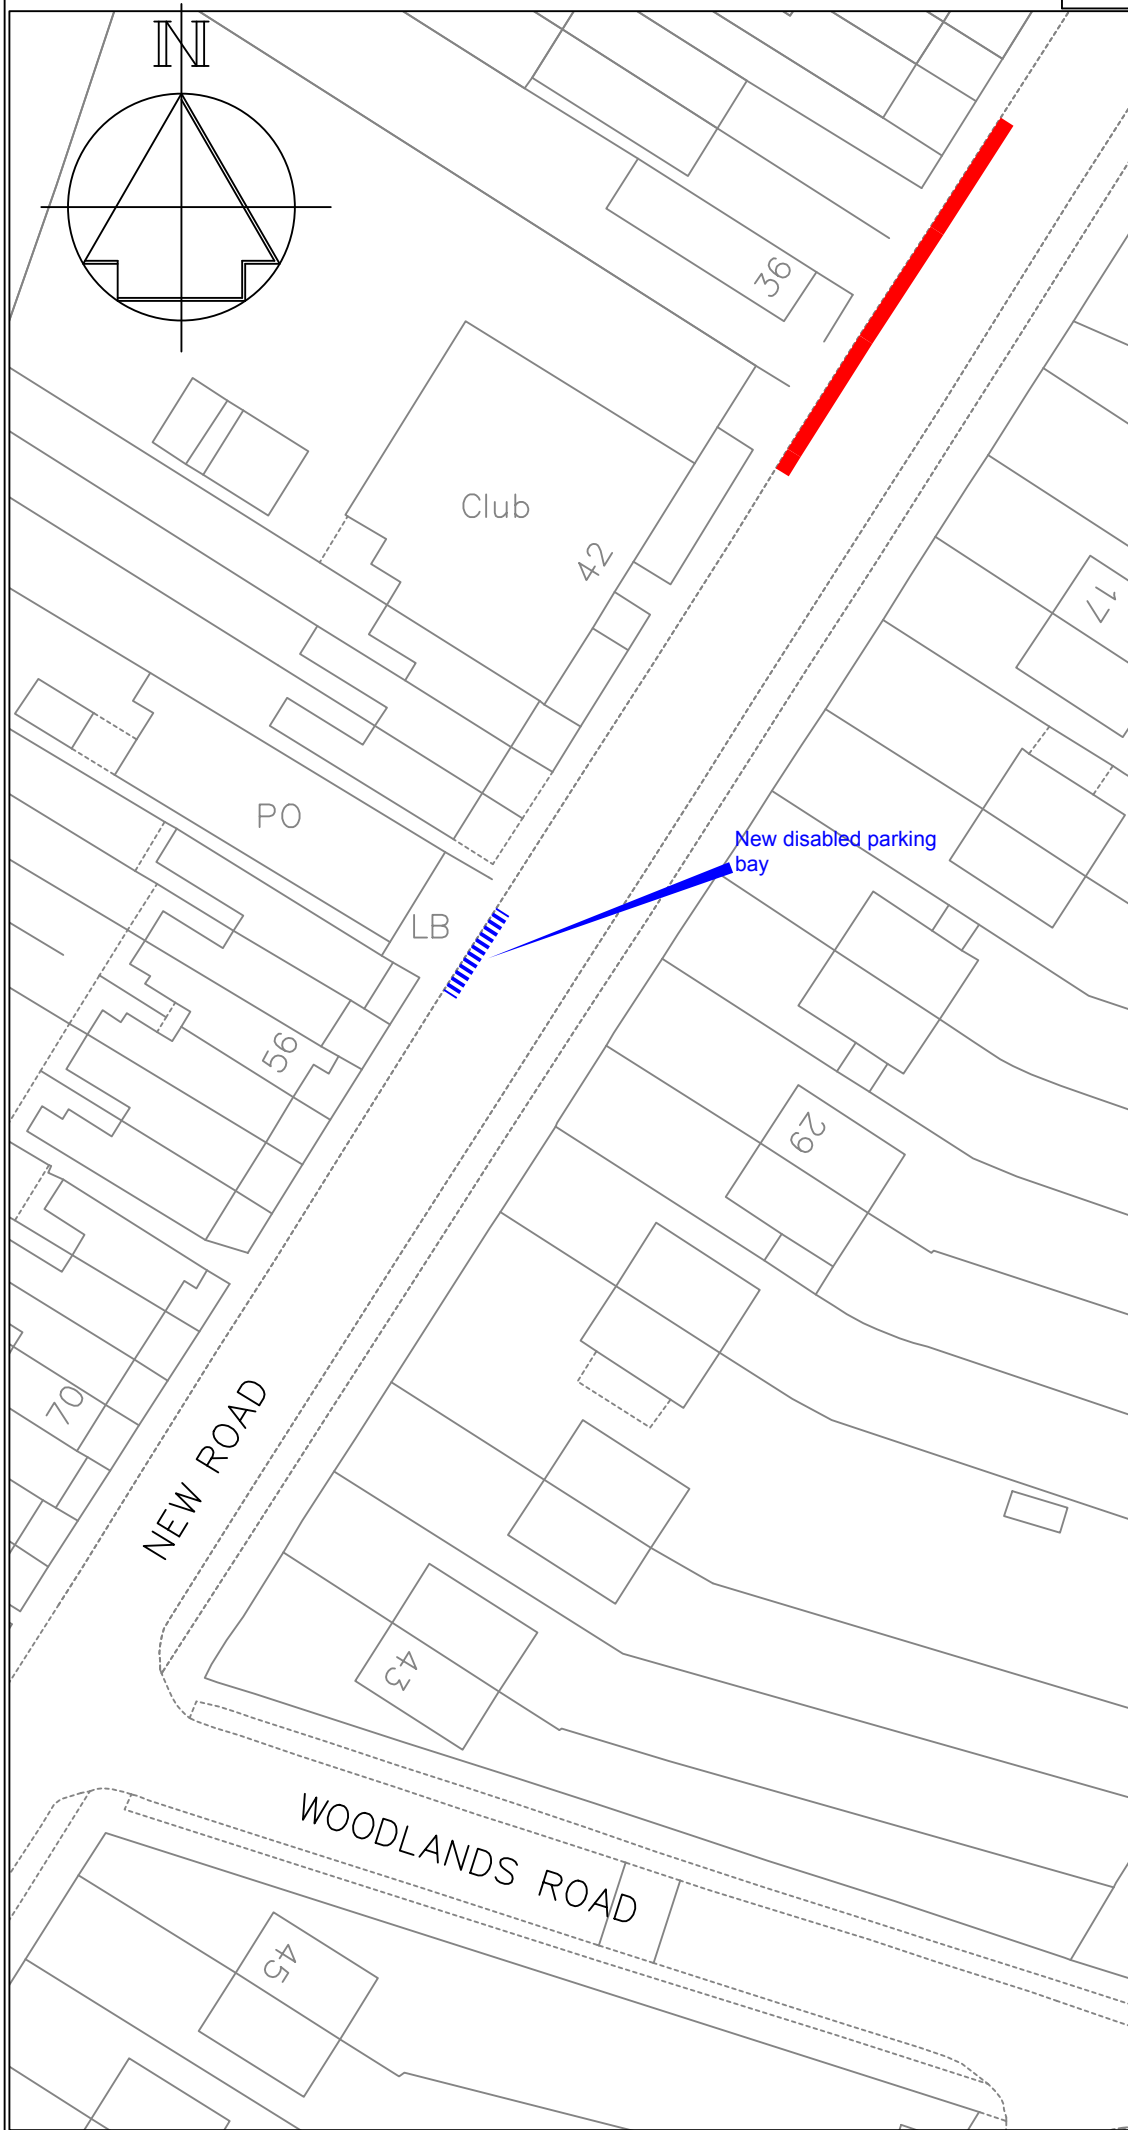 N
36
Club
42
17
PO
New disabled parking
bay
LB
56
29
70
NEW ROAD
43
WOODLANDS ROAD
45